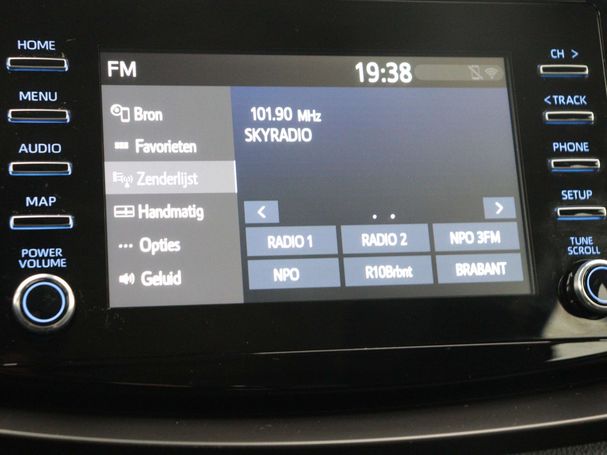 HOME
MENU
AUDIO
MAP
POWER
VOLUME
FM
19:38
Bron
Favorieten
Zenderlijst
Handmatig
Opties
Geluid
101.90 MHz
SKYRADIO
< >
RADIO 1 RADIO 2 NPO 3FM
NPO R10Brbnt BRABANT
CH >
< TRACK
PHONE
SETUP
TUNE
SCROLL